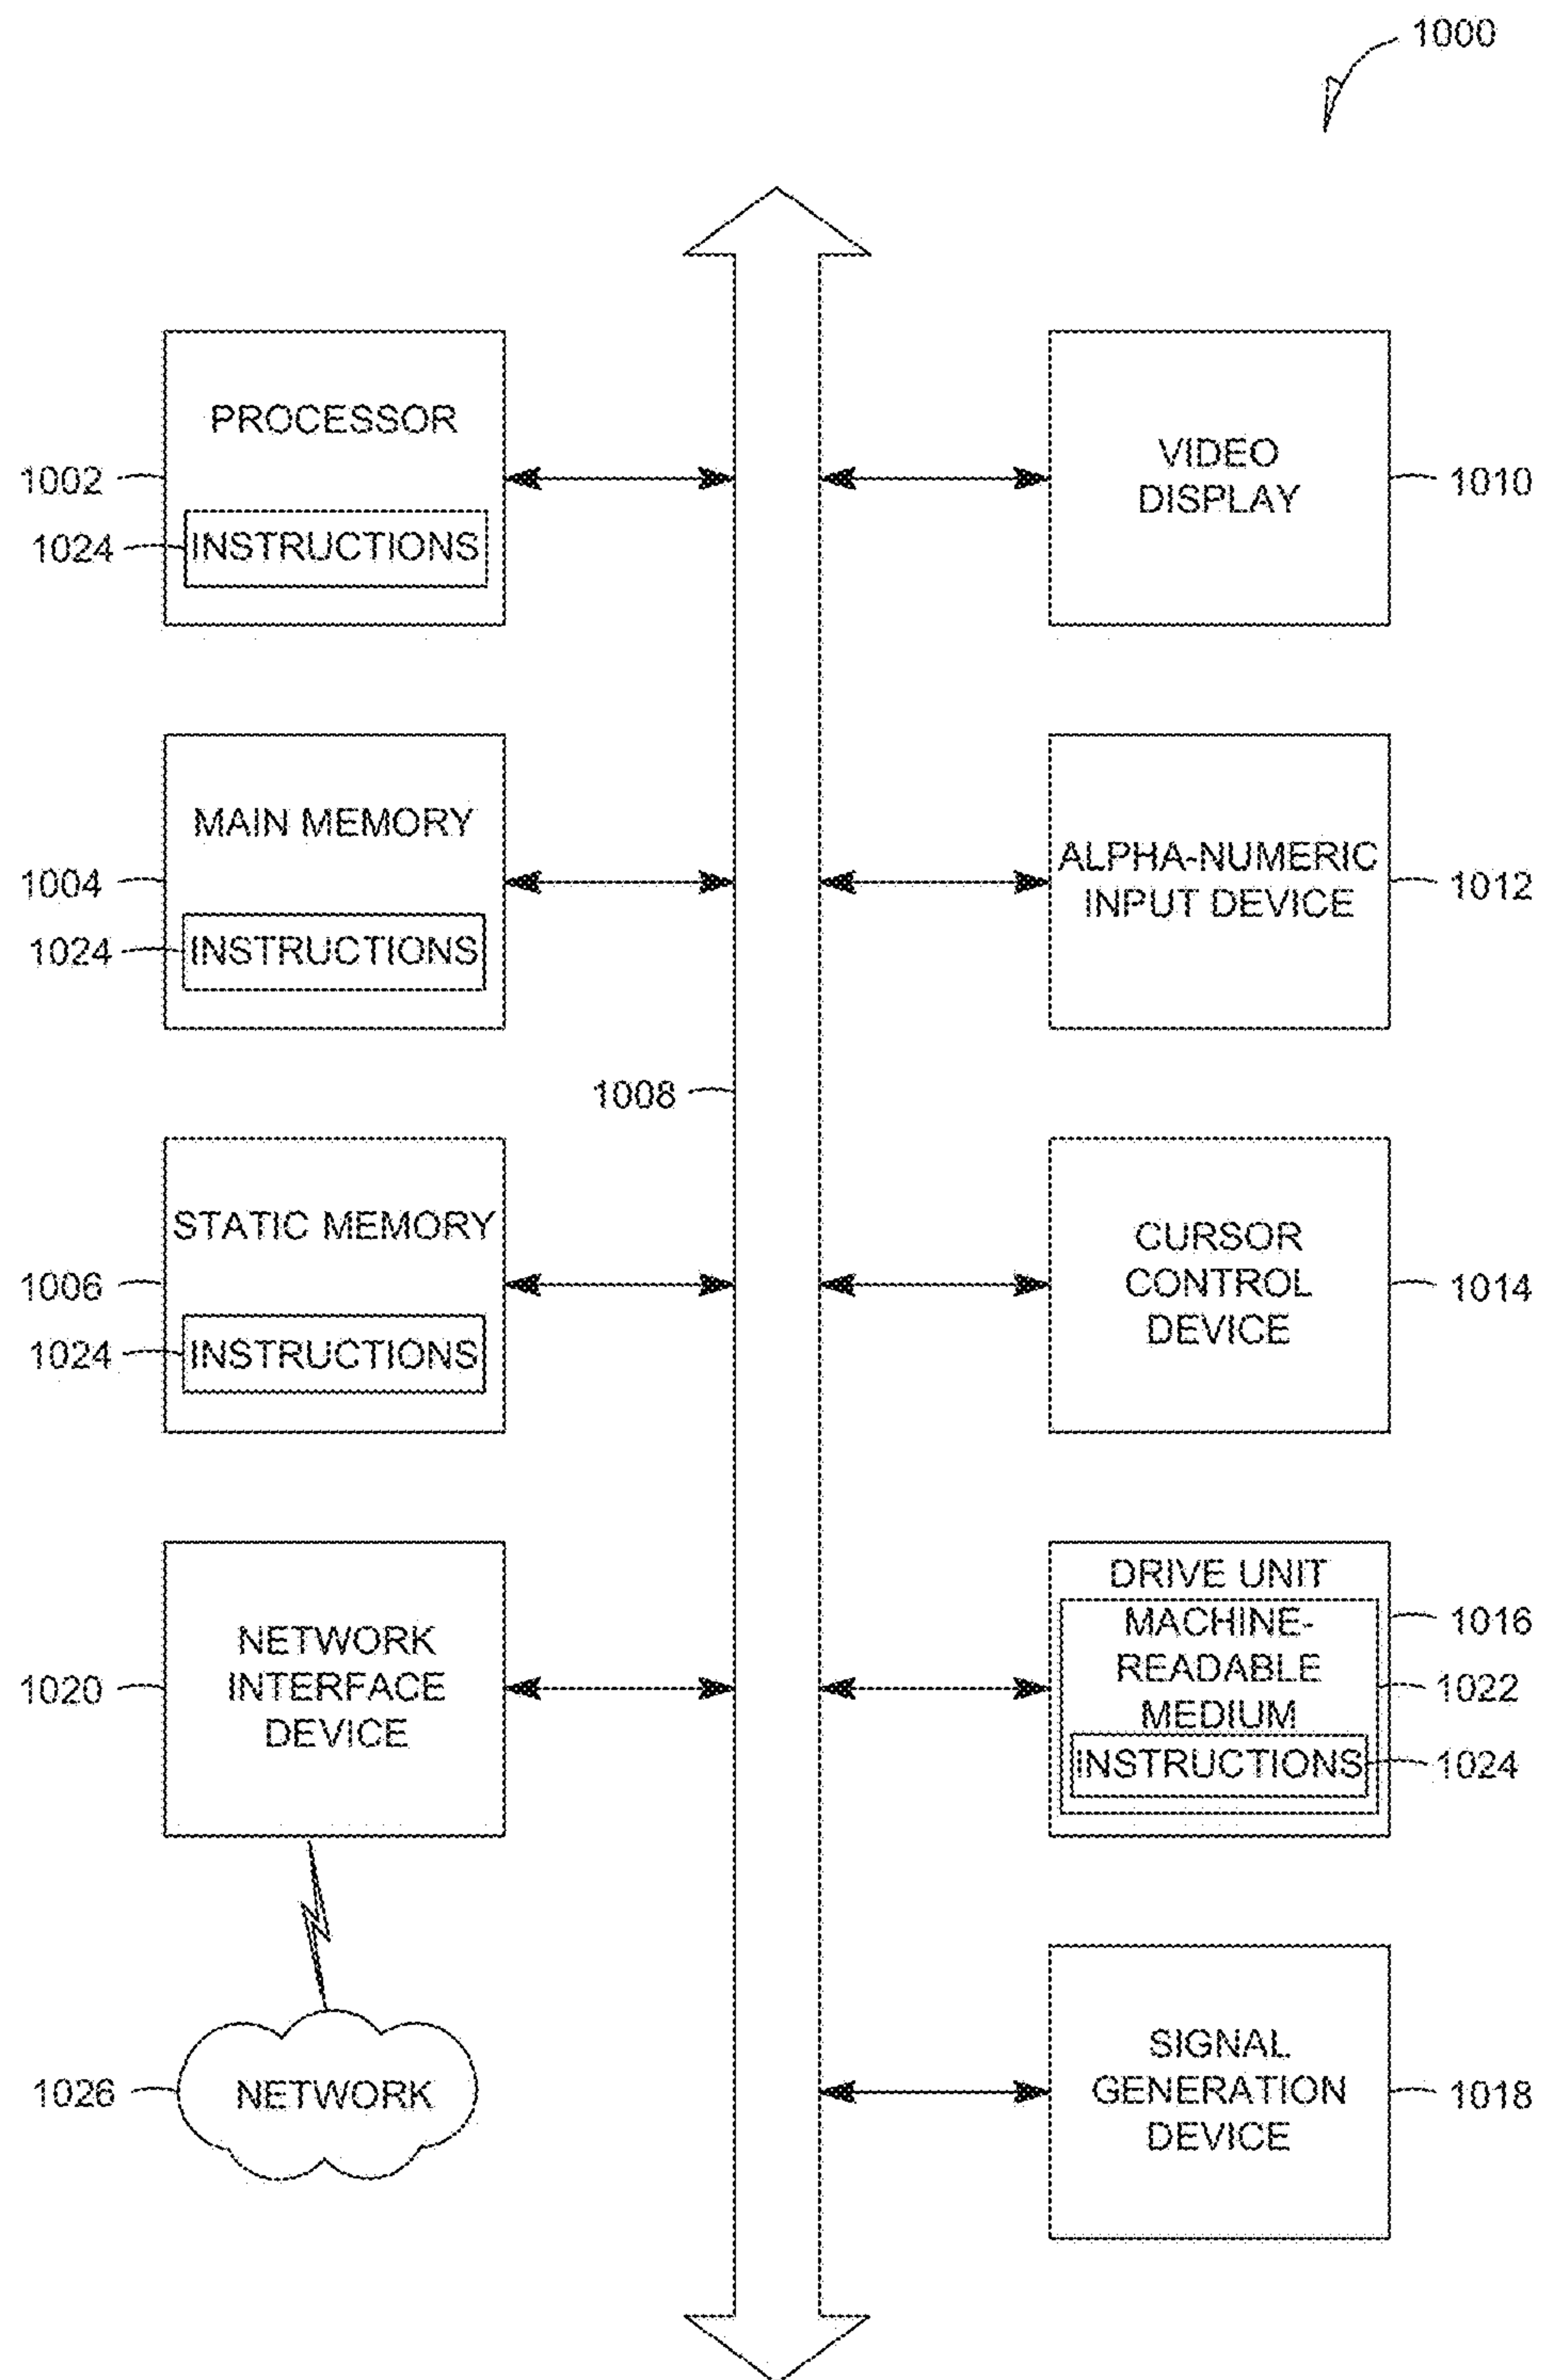 1000
PROCESSOR
1002
1024
INSTRUCTIONS
VIDEO
DISPLAY
1010
MAIN MEMORY
1004
1024
INSTRUCTIONS
ALPHA-NUMERIC
INPUT DEVICE
1012
1008
STATIC MEMORY
1006
1024
INSTRUCTIONS
CURSOR
CONTROL
DEVICE
1014
NETWORK
INTERFACE
DEVICE
1020
DRIVE UNIT
MACHINE-
READABLE
MEDIUM
INSTRUCTIONS
1016
1022
1024
NETWORK
1026
SIGNAL
GENERATION
DEVICE
1018